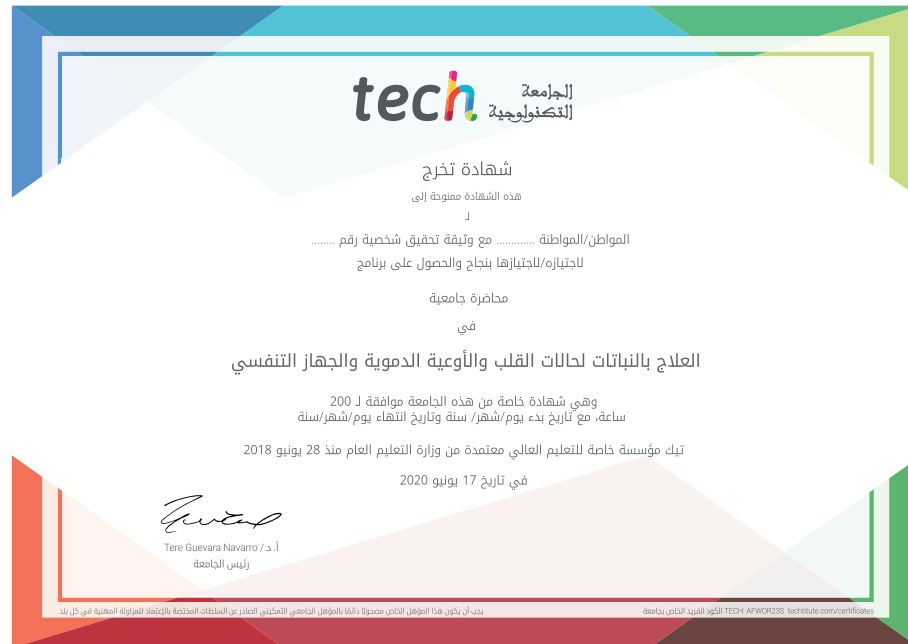 tech الجامعة
التكنولوجية
شهادة تخرج
هذه الشهادة ممنوحة إلى
لـ
المواطن/المواطنة ............. مع وثيقة تحقيق شخصية رقم ........
لاجتيازه/لاجتيازها بنجاح والحصول على برنامج
محاضرة جامعية
في
العلاج بالنباتات لحالات القلب والأوعية الدموية والجهاز التنفسي
وهي شهادة خاصة من هذه الجامعة موافقة لـ 200
ساعة، مع تاريخ بدء يوم/شهر/ سنة وتاريخ انتهاء يوم/شهر/سنة
تيك مؤسسة خاصة للتعليم العالي معتمدة من وزارة التعليم العام منذ 28 يونيو 2018
في تاريخ 17 يونيو 2020
أ.د./ Tere Guevara Navarro
رئيس الجامعة
يجب أن يكون هذا المؤهل الخاص مصحوبًا دائمًا بالمؤهل الجامعي التمكيني الصادر عن السلطات المختصة بالإعتماد للمزاولة المهنية في كل بلد.
الكود الفريد الخاص بجامعة TECH: AFWOR23S techtitute.com/certificates